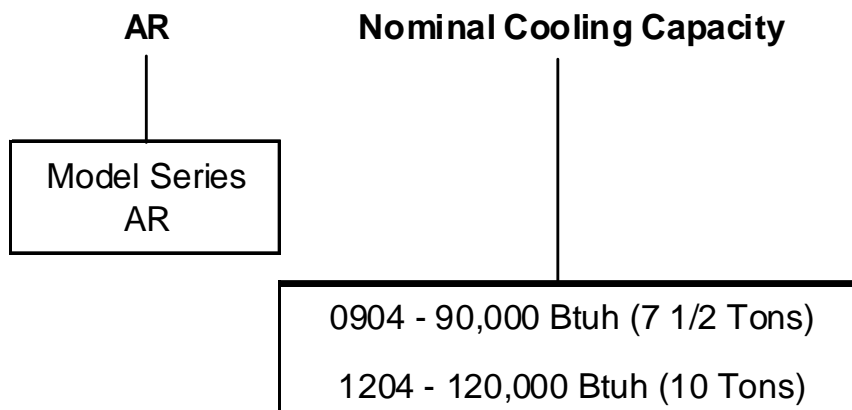 AR
Nominal Cooling Capacity
Model Series
AR
0904 - 90,000 Btuh (7 1/2 Tons)
1204 - 120,000 Btuh (10 Tons)